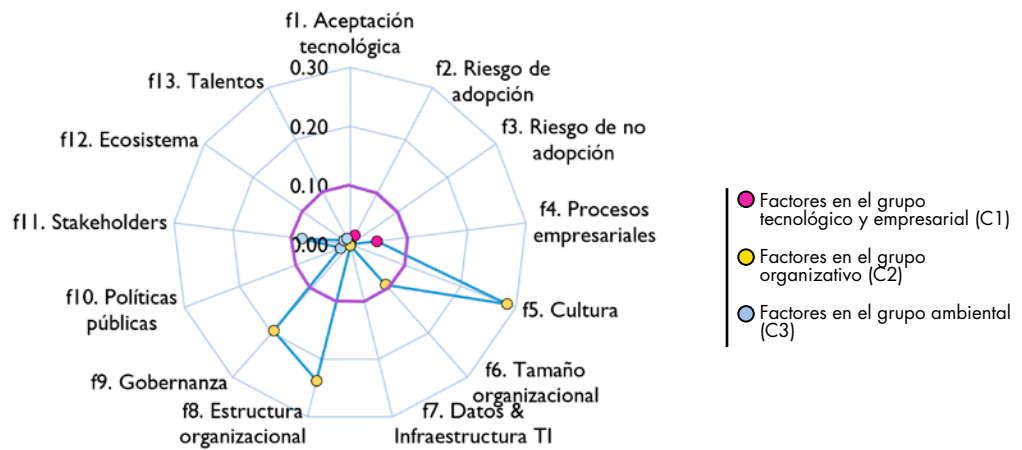 f1. Aceptación
tecnológica
0.30
f2. Riesgo de
adopción
f3. Riesgo de no
adopción
f4. Procesos
empresariales
f5. Cultura
f6. Tamaño
organizacional
f7. Datos &
Infraestructura TI
f8. Estructura
organizacional
f9. Gobernanza
f10. Políticas
públicas
f11. Stakeholders
f12. Ecosistema
f13. Talentos
0.20
0.10
0.00
Factores en el grupo
tecnológico y empresarial (C1)
Factores en el grupo
organizativo (C2)
Factores en el grupo ambiental
(C3)